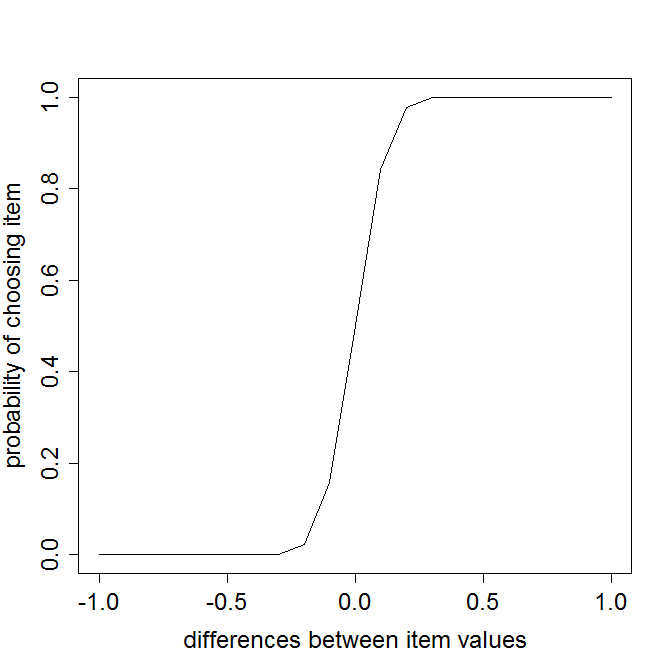 probability of choosing item
1.0
0.8
0.6
0.4
0.2
0.0
-1.0 -0.5 0.0 0.5 1.0
differences between item values